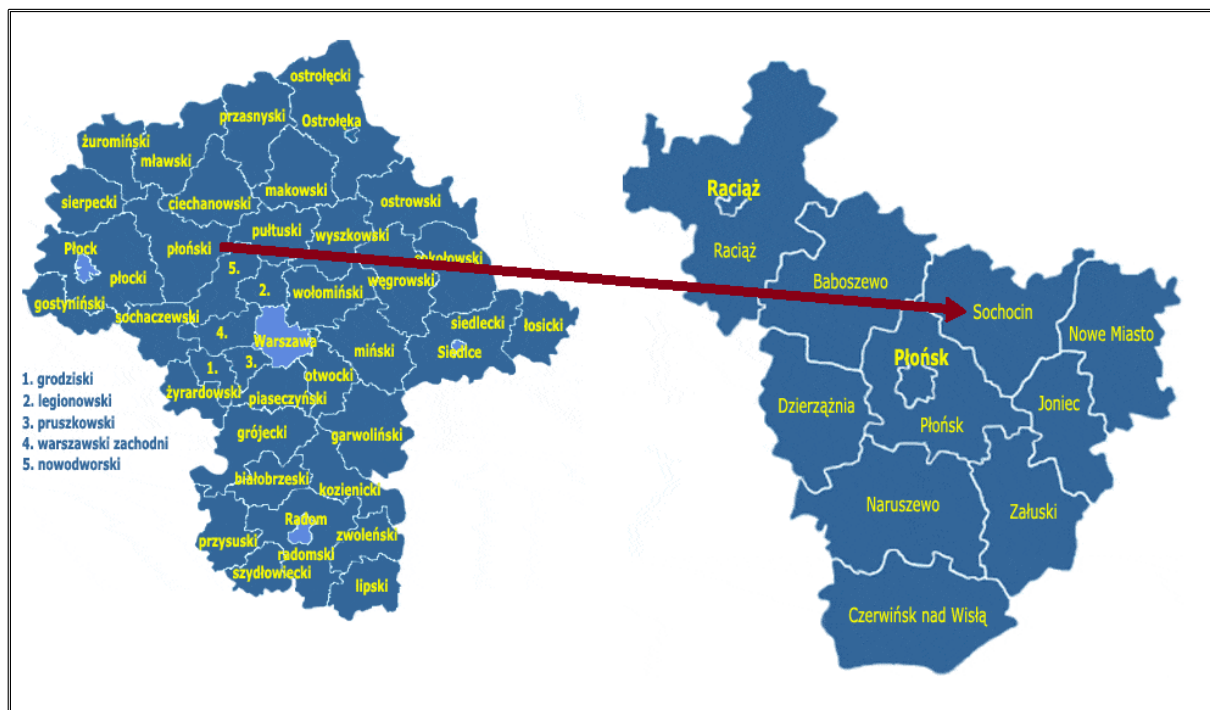 ostrołęcki
przasnyski
Ostrołęka
żuromiński
mławski
makowski
sierpecki
ciechanowski
ostrowski
pułtuski
wyszkowski
Płock
płoński
sokołowski
płocki
5.
węgrowski
2.
wołomiński
gostyniński
sochaczewski
siedlecki
łosicki
4.
Warszawa
miński
Siedlce
1.
3.
otwocki
żyrardowski
piaseczyński
grójecki
garwoliński
białobrzeski
kozienicki
Radom
zwoleński
przysuski
radomski
szydłowiecki
lipski
1. grodziski
2. legionowski
3. pruszkowski
4. warszawski zachodni
5. nowodworski
Raciąż
Raciąż
Baboszewo
Sochocin
Nowe Miasto
Płońsk
Dzierzążnia
Joniec
Płońsk
Naruszewo
Załuski
Czerwińsk nad Wisłą